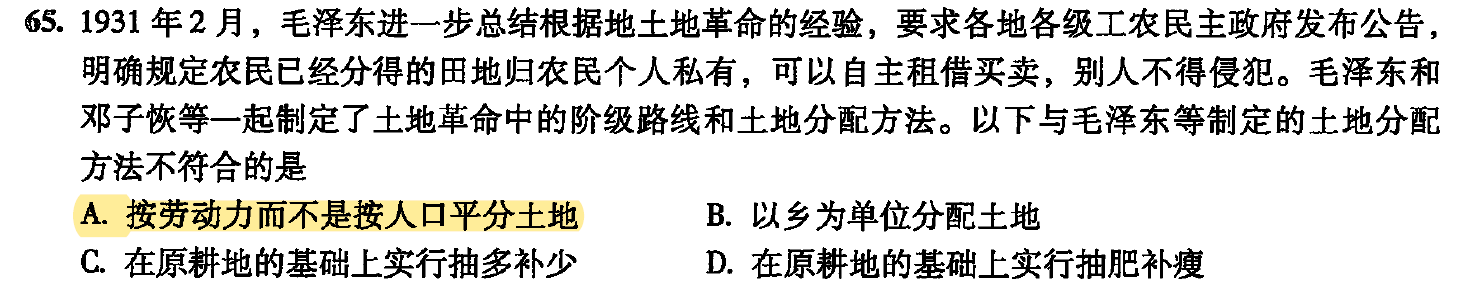 65. 1931 年 2 月，毛泽东进一步总结根据地土地革命的经验，要求各地各级工农民主政府发布公告，
明确规定农民已经分得的田地归农民个人私有，可以自主租借买卖，别人不得侵犯。毛泽东和
邓子恢等一起制定了土地革命中的阶级路线和土地分配方法。以下与毛泽东等制定的土地分配
方法不符合的是
A. 按劳动力而不是按人口平分土地 B. 以乡为单位分配土地
C. 在原耕地的基础上实行抽多补少 D. 在原耕地的基础上实行抽肥补瘦